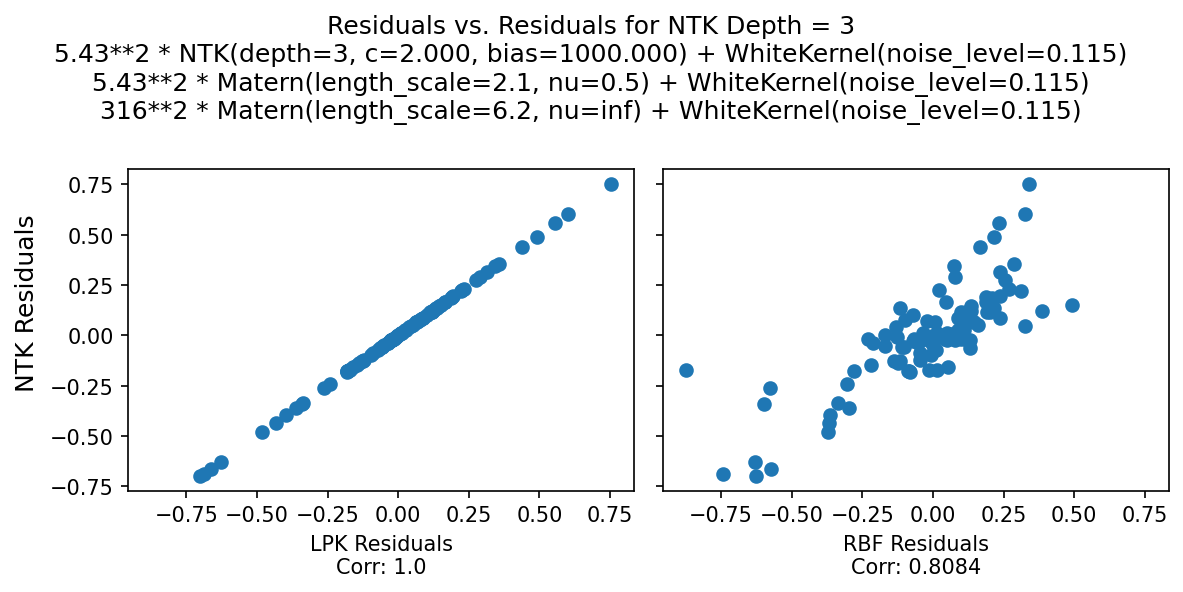 Residuals vs. Residuals for NTK Depth = 3
5.43**2 * NTK(depth=3, c=2.000, bias=1000.000) + WhiteKernel(noise_level=0.115)
5.43**2 * Matern(length_scale=2.1, nu=0.5) + WhiteKernel(noise_level=0.115)
316**2 * Matern(length_scale=6.2, nu=inf) + WhiteKernel(noise_level=0.115)
NTK Residuals
0.75
0.50
0.25
0.00
−0.25
−0.50
−0.75
−0.75 −0.50 −0.25 0.00 0.25 0.50 0.75
LPK Residuals
Corr: 1.0
−0.75 −0.50 −0.25 0.00 0.25 0.50 0.75
RBF Residuals
Corr: 0.8084